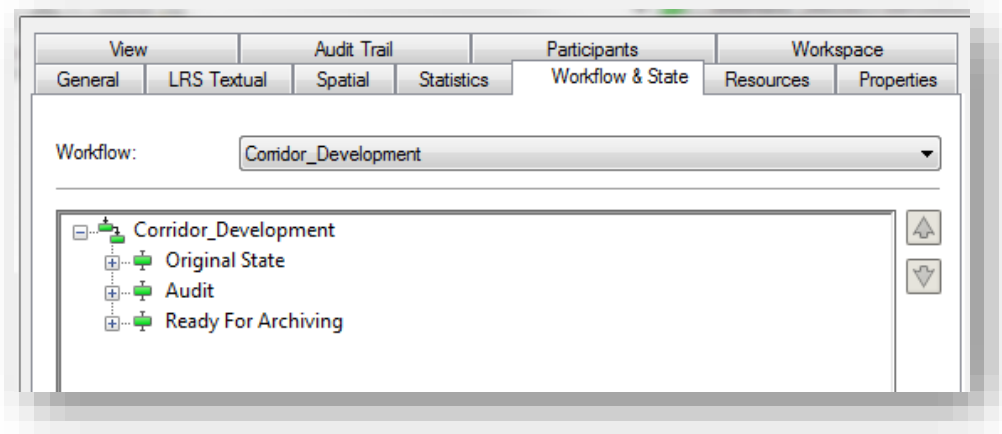 View Audit Trail Participants Workspace
General LRS Textual Spatial Statistics Workflow & State Resources Properties
Workflow: Corridor_Development
Corridor_Development
Original State
Audit
Ready For Archiving